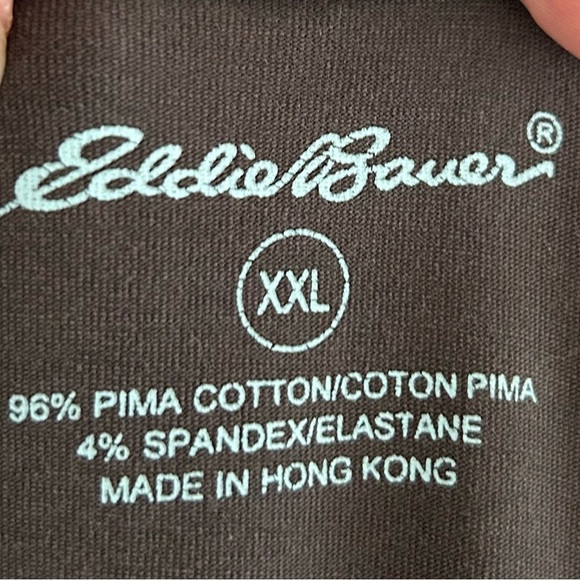 Eddie Bauer®
XXL
96% PIMA COTTON/COTON PIMA
4% SPANDEX/ELASTANE
MADE IN HONG KONG